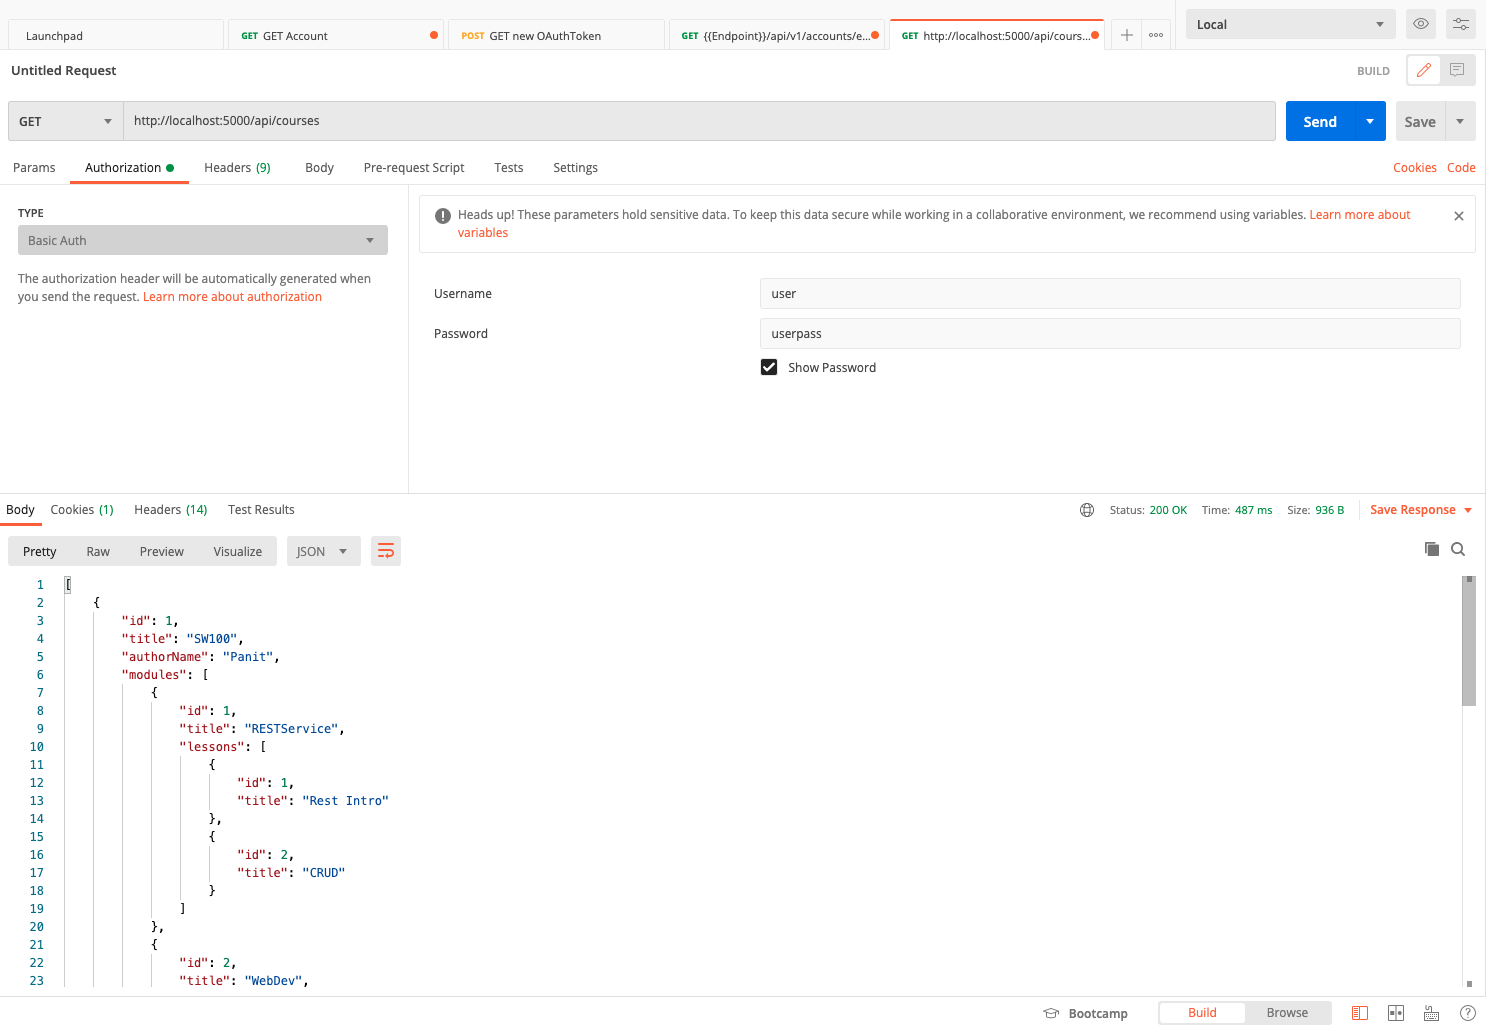 Launchpad
GET GET Account
POST GET new OAuthToken
GET {{Endpoint}}/api/v1/accounts/e...
GET http://localhost:5000/api/cours...
Local
Untitled Request
BUILD
GET
http://localhost:5000/api/courses
Send
Save
Params Authorization Headers (9) Body Pre-request Script Tests Settings
Cookies Code
TYPE
Basic Auth
The authorization header will be automatically generated when
you send the request. Learn more about authorization
Heads up! These parameters hold sensitive data. To keep this data secure while working in a collaborative environment, we recommend using variables. Learn more about
variables
Username
user
Password
userpass
Show Password
Body Cookies (1) Headers (14) Test Results
Status: 200 OK Time: 487 ms Size: 936 B Save Response
Pretty Raw Preview Visualize JSON
1 [
2 {
3 "id": 1,
4 "title": "SW100",
5 "authorName": "Panit",
6 "modules": [
7 {
8 "id": 1,
9 "title": "RESTService",
10 "lessons": [
11 {
12 "id": 1,
13 "title": "Rest Intro"
14 },
15 {
16 "id": 2,
17 "title": "CRUD"
18 }
19 ]
20 },
21 {
22 "id": 2,
23 "title": "WebDev",
Bootcamp
Build Browse